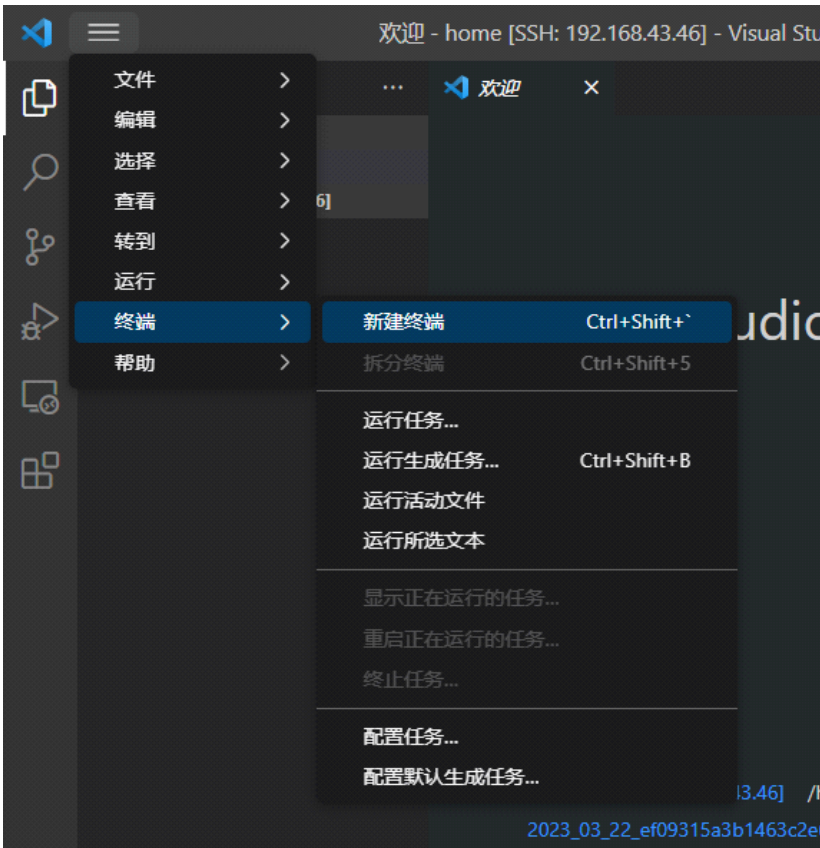 欢迎 - home [SSH: 192.168.43.46] - Visual Stu
文件
编辑
选择
查看
转到
运行
终端
帮助
...
欢迎
6]
新建终端 Ctrl+Shift+`
拆分终端 Ctrl+Shift+5
运行任务...
运行生成任务... Ctrl+Shift+B
运行活动文件
运行所选文本
显示正在运行的任务...
重启正在运行的任务...
终止任务...
配置任务...
配置默认生成任务...
udio
43.46] /h
2023_03_22_ef09315a3b1463c2e